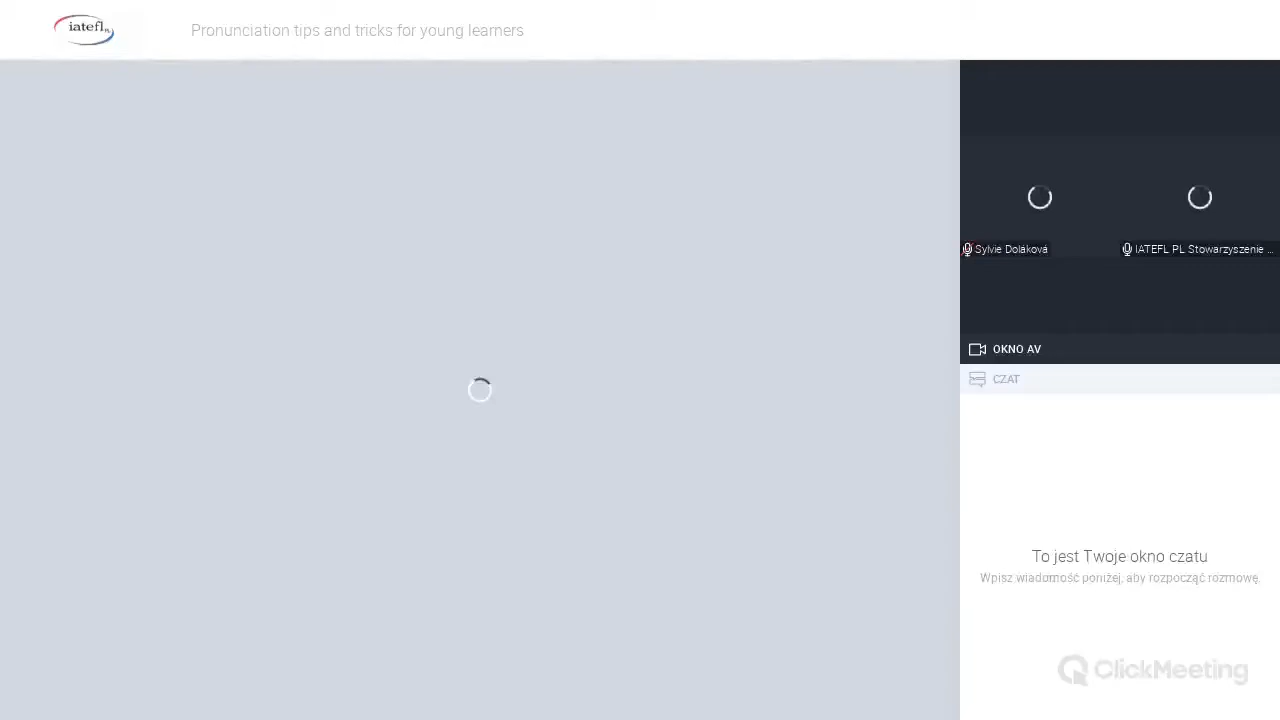 iatefl PL
Pronunciation tips and tricks for young learners
Sylvie Doláková
IATEFL PL Stowarzyszenie ...
OKNO AV
CZAT
To jest Twoje okno czatu
Wpisz wiadomość poniżej, aby rozpocząć rozmowę.
ClickMeeting